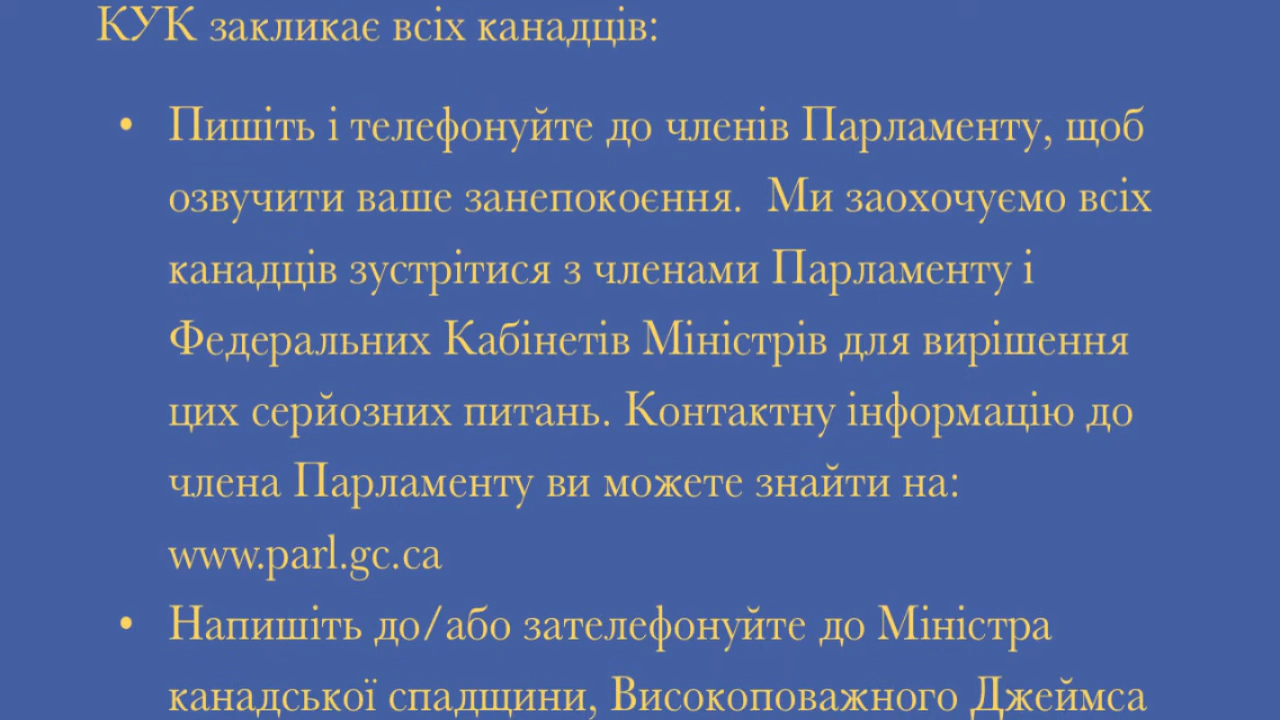 КУК закликає всіх канадців:
• Пишіть і телефонуйте до членів Парламенту, щоб
озвучити ваше занепокоєння. Ми заохочуємо всіх
канадців зустрітися з членами Парламенту і
Федеральних Кабінетів Міністрів для вирішення
цих серйозних питань. Контактну інформацію до
члена Парламенту ви можете знайти на:
www.parl.gc.ca
• Напишіть до/або зателефонуйте до Міністра
канадської спадщини, Високоповажного Джеймса